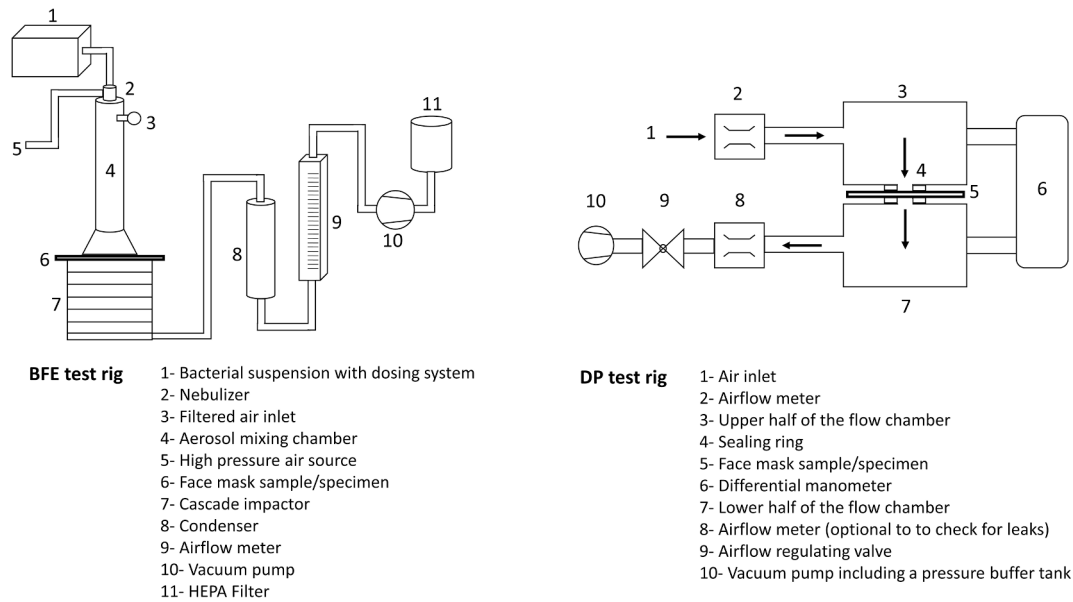 1
2
3
4
5
6
7
8
9
10
11
1
2
3
4
5
6
7
8
9
10
BFE test rig
1- Bacterial suspension with dosing system
2- Nebulizer
3- Filtered air inlet
4- Aerosol mixing chamber
5- High pressure air source
6- Face mask sample/specimen
7- Cascade impactor
8- Condenser
9- Airflow meter
10- Vacuum pump
11- HEPA Filter
DP test rig
1- Air inlet
2- Airflow meter
3- Upper half of the flow chamber
4- Sealing ring
5- Face mask sample/specimen
6- Differential manometer
7- Lower half of the flow chamber
8- Airflow meter (optional to to check for leaks)
9- Airflow regulating valve
10- Vacuum pump including a pressure buffer tank